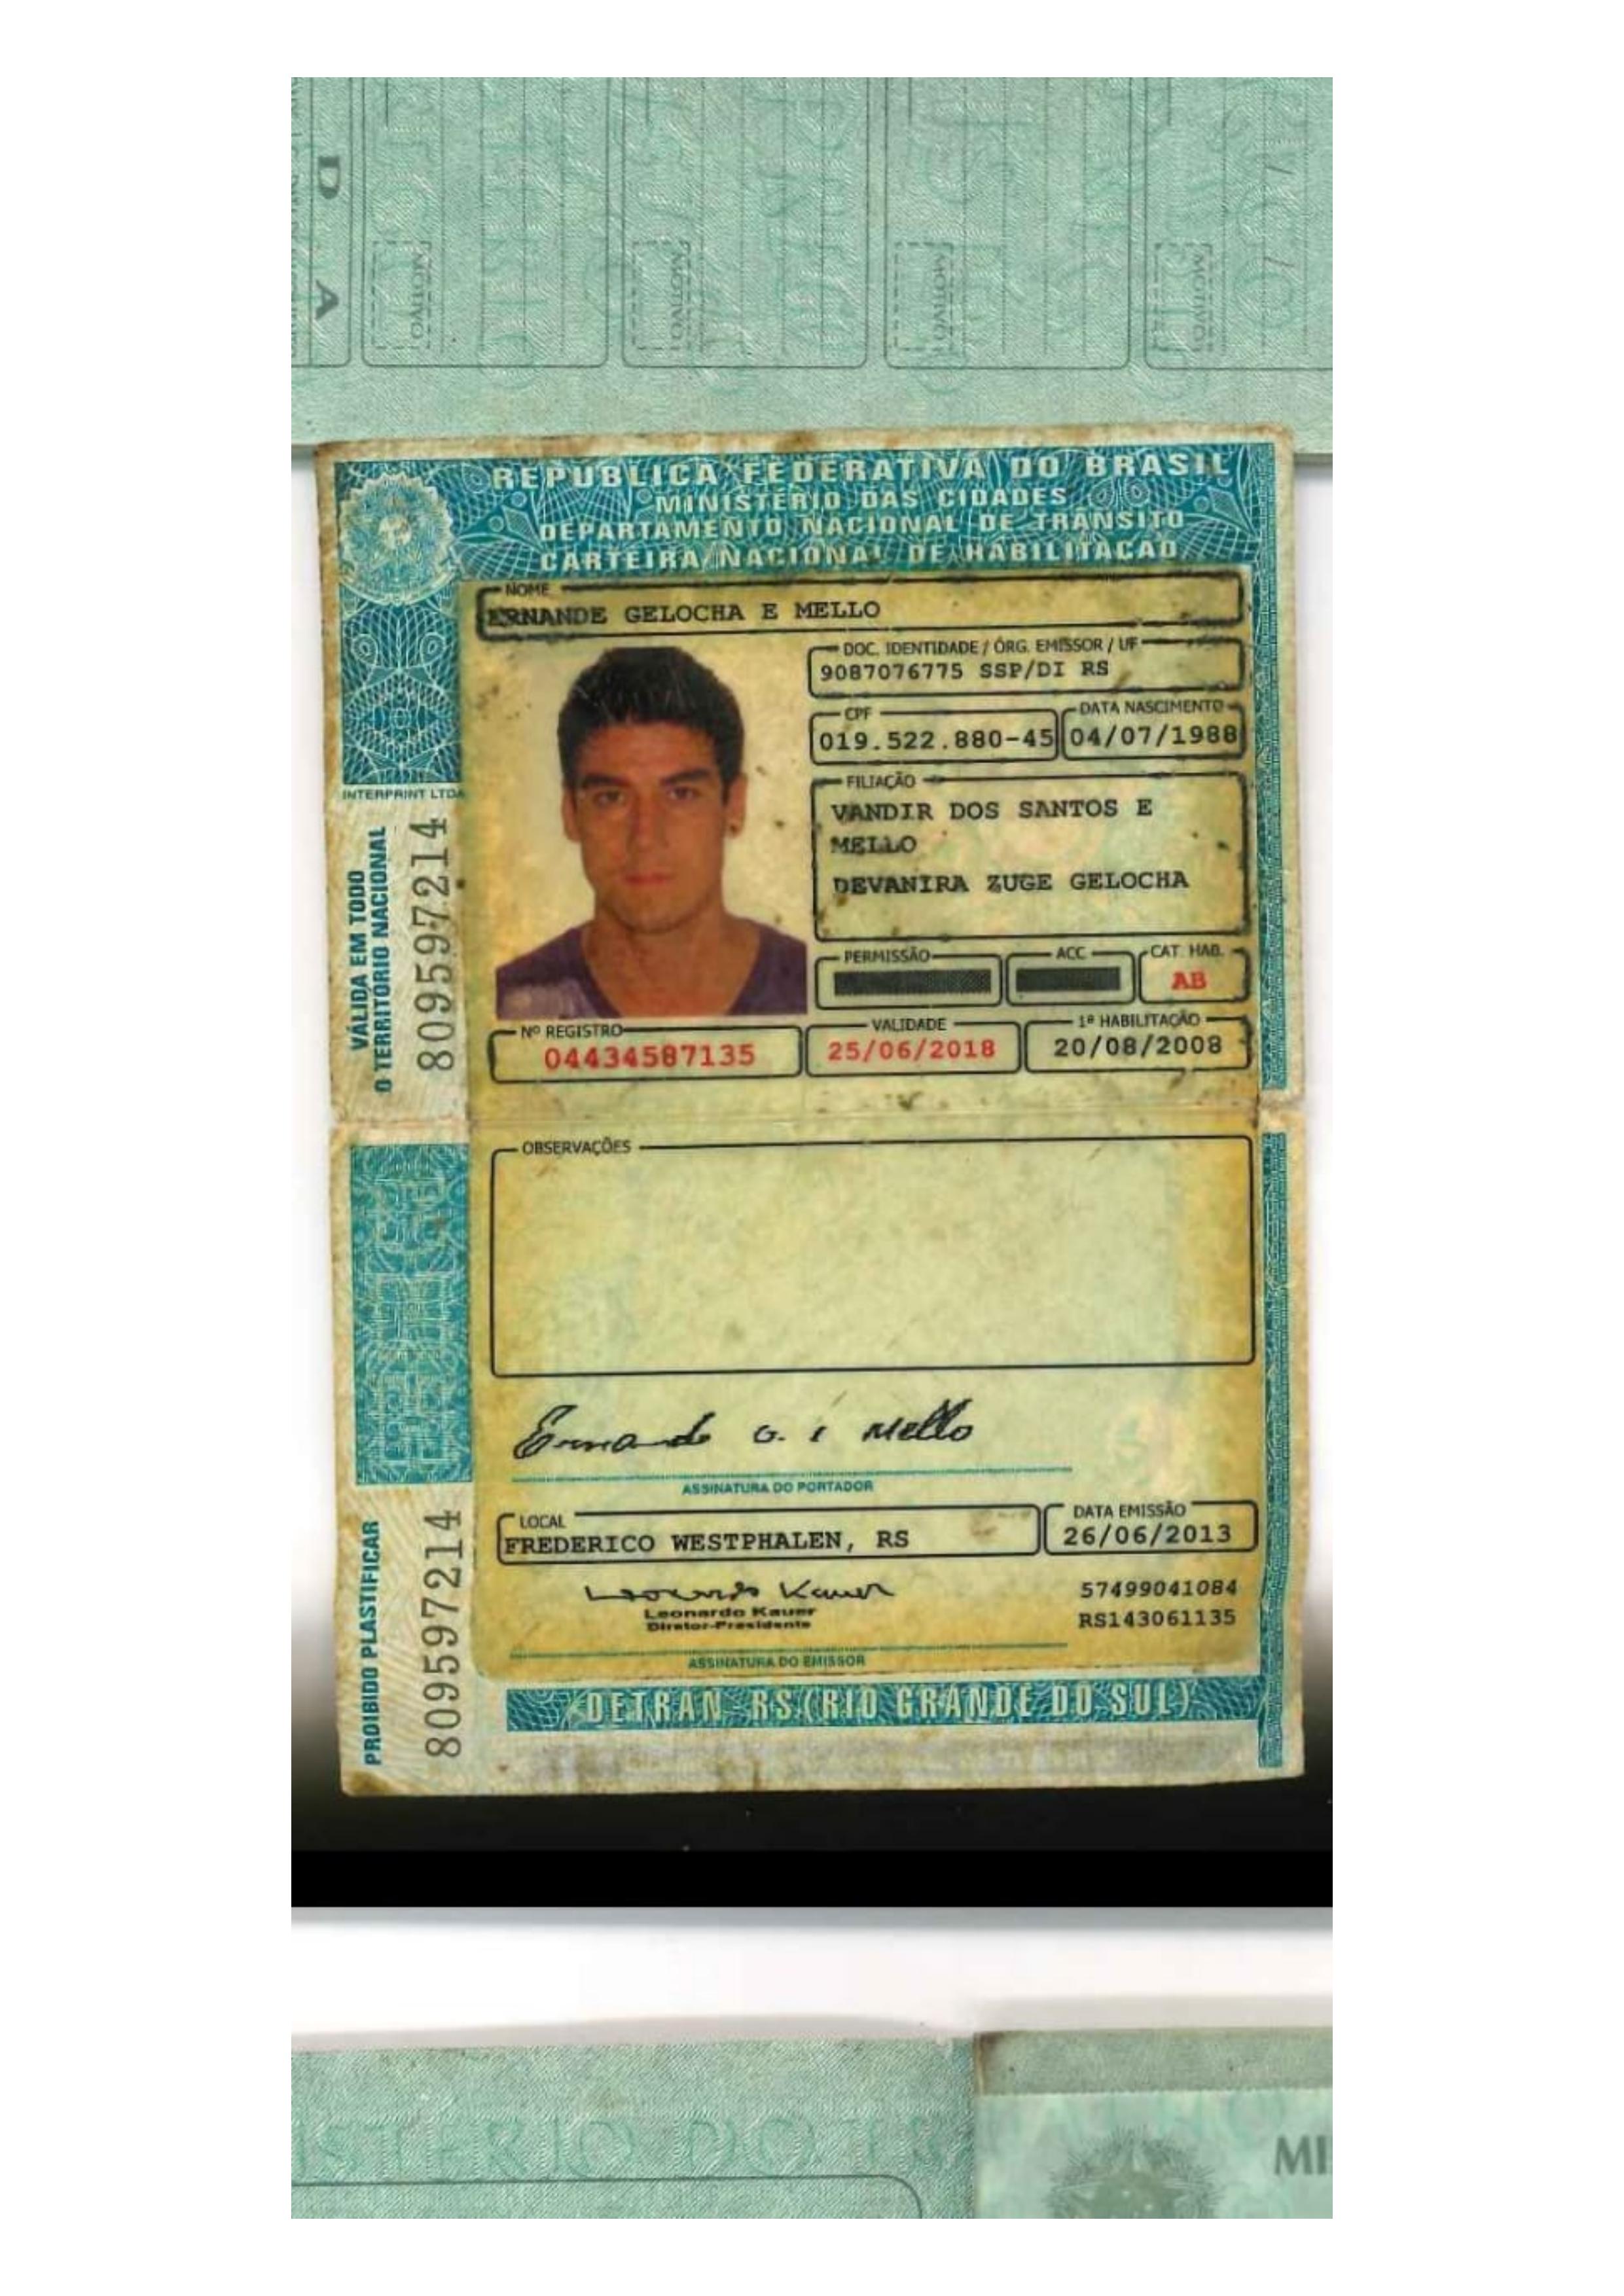 D A
MOTIVO
MOTIVO
MOTIVO
MOTIVO
REPÚBLICA FEDERATIVA DO BRASIL
MINISTÉRIO DAS CIDADES
DEPARTAMENTO NACIONAL DE TRÂNSITO
CARTEIRA NACIONAL DE HABILITAÇÃO
NOME
ERNANDE GELOCHA E MELLO
DOC. IDENTIDADE / ÓRG. EMISSOR / UF
9087076775 SSP/DI RS
CPF
019.522.880-45
DATA NASCIMENTO
04/07/1988
FILIAÇÃO
VANDIR DOS SANTOS E
MELLO
DEVANIRA ZUGE GELOCHA
PERMISSÃO
ACC
CAT. HAB.
AB
Nº REGISTRO
04434587135
VALIDADE
25/06/2018
1ª HABILITAÇÃO
20/08/2008
INTERPRINT LTDA
VÁLIDA EM TODO
O TERRITÓRIO NACIONAL
809597214
OBSERVAÇÕES
Ernande G. E Mello
ASSINATURA DO PORTADOR
LOCAL
FREDERICO WESTPHALEN, RS
DATA EMISSÃO
26/06/2013
Leonardo Kauer
Leonardo Kauer
Diretor-Presidente
57499041084
RS143061135
ASSINATURA DO EMISSOR
PROIBIDO PLASTIFICAR
809597214
DETRAN-RS (RIO GRANDE DO SUL)
ISTÉRIO DO
MI